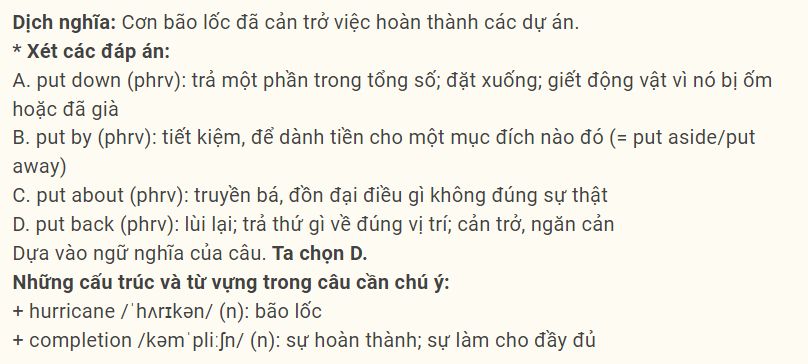 Dịch nghĩa: Cơn bão lốc đã cản trở việc hoàn thành các dự án.
* Xét các đáp án:
A. put down (phrv): trả một phần trong tổng số; đặt xuống; giết động vật vì nó bị ốm
hoặc đã già
B. put by (phrv): tiết kiệm, để dành tiền cho một mục đích nào đó (= put aside/put
away)
C. put about (phrv): truyền bá, đồn đại điều gì không đúng sự thật
D. put back (phrv): lùi lại; trả thứ gì về đúng vị trí; cản trở, ngăn cản
Dựa vào ngữ nghĩa của câu. Ta chọn D.
Những cấu trúc và từ vựng trong câu cần chú ý:
+ hurricane /ˈhʌrɪkən/ (n): bão lốc
+ completion /kəmˈpliːʃn/ (n): sự hoàn thành; sự làm cho đầy đủ